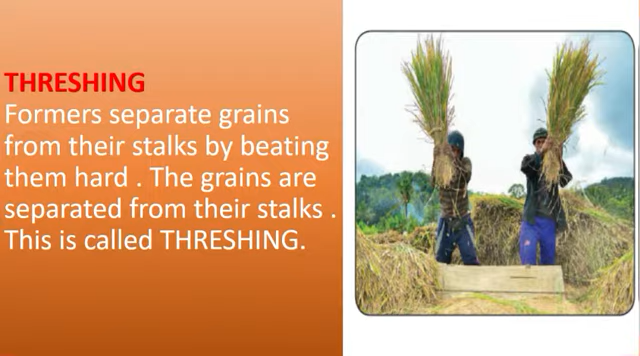 THRESHING
Formers separate grains
from their stalks by beating
them hard . The grains are
separated from their stalks .
This is called THRESHING.